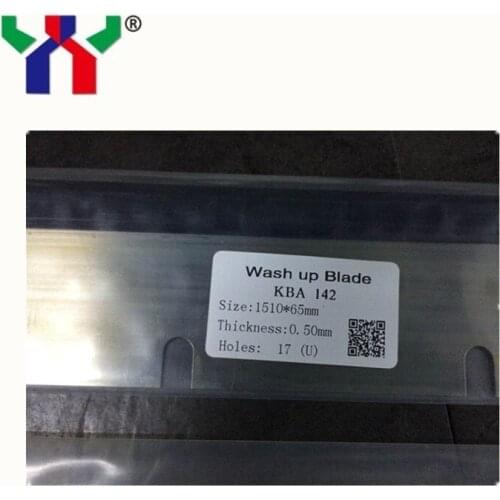 ®
Wash up Blade
KBA 142
Size:1510*65mm
Thickness:0.50mm
Holes: 17 (U)